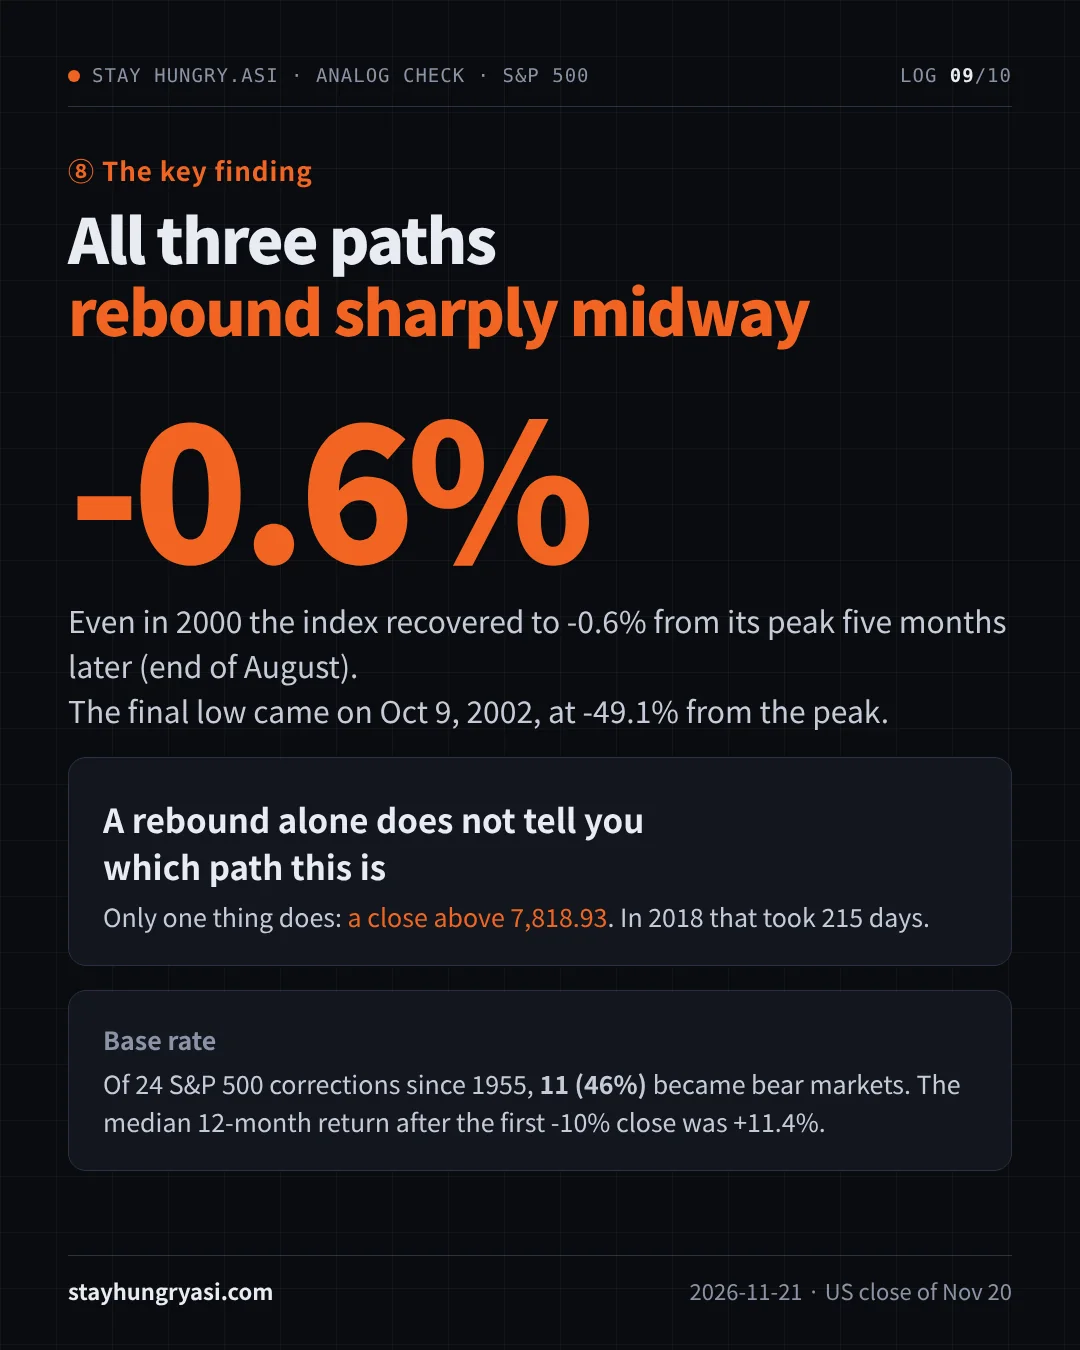 STAY HUNGRY.ASI · ANALOG CHECK · S&P 500
LOG 09/10
⑧ The key finding
All three paths
rebound sharply midway
-0.6%
Even in 2000 the index recovered to -0.6% from its peak five months
later (end of August).
The final low came on Oct 9, 2002, at -49.1% from the peak.
A rebound alone does not tell you
which path this is
Only one thing does: a close above 7,818.93. In 2018 that took 215 days.
Base rate
Of 24 S&P 500 corrections since 1955, 11 (46%) became bear markets. The
median 12-month return after the first -10% close was +11.4%.
stayhungryasi.com
2026-11-21 · US close of Nov 20